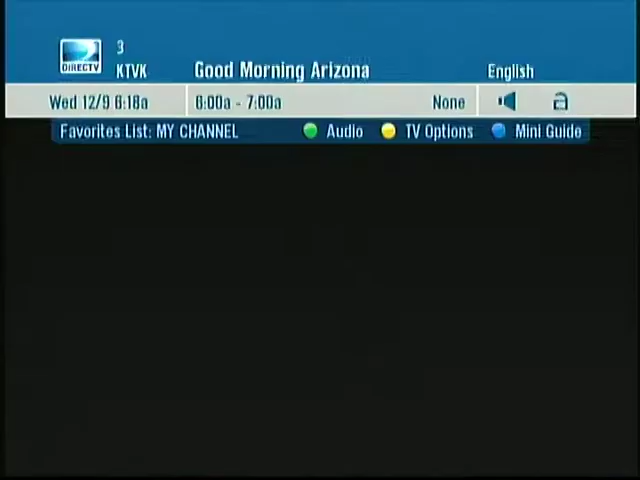 3
DIRECTV KTVK Good Morning Arizona English
Wed 12/9 6:18a 6:00a - 7:00a None
Favorites List: MY CHANNEL Audio TV Options Mini Guide